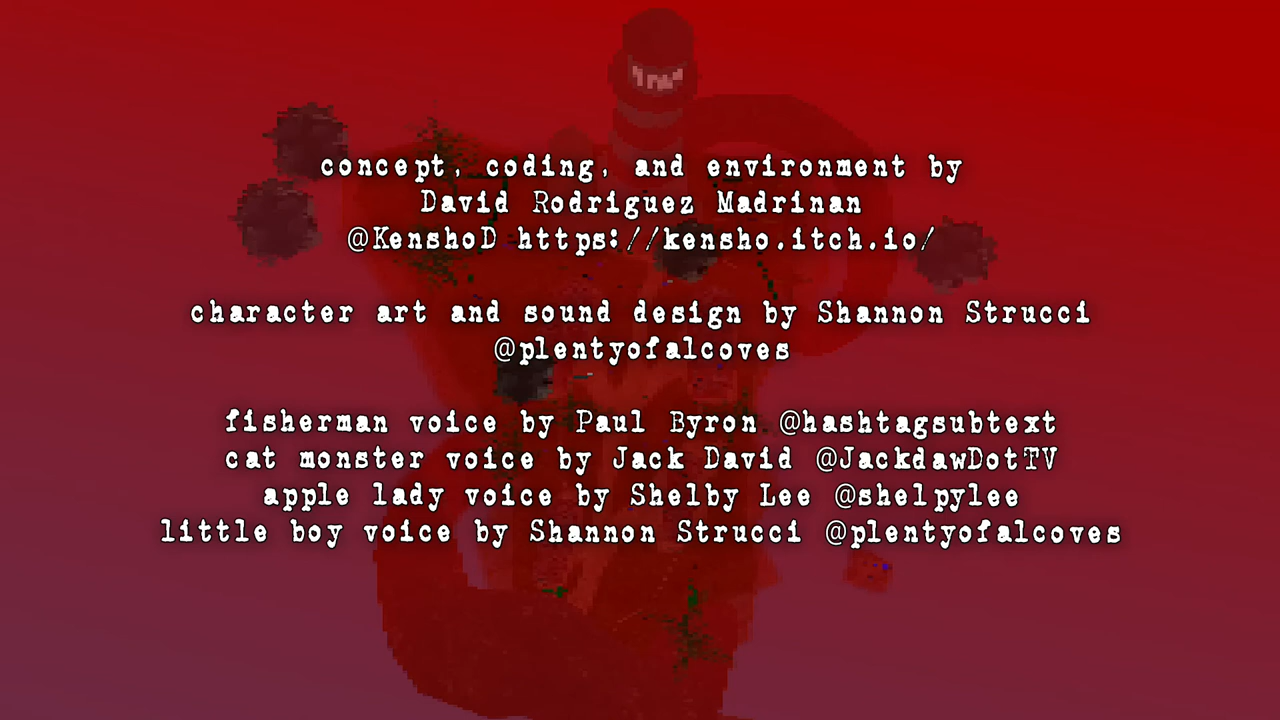 concept, coding, and environment by
David Rodriguez Madrinan
@KenshoD https://kensho.itch.io/
character art and sound design by Shannon Strucci
@plentyofalcoves
fisherman voice by Paul Byron @hashtagsubtext
cat monster voice by Jack David @JackdawDotTV
apple lady voice by Shelby Lee @shelpylee
little boy voice by Shannon Strucci @plentyofalcoves